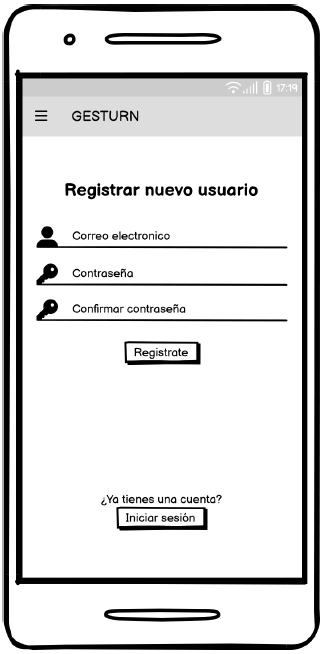 17:19
GESTURN
Registrar nuevo usuario
Correo electronico
Contraseña
Confirmar contraseña
Registrate
¿Ya tienes una cuenta?
Iniciar sesión